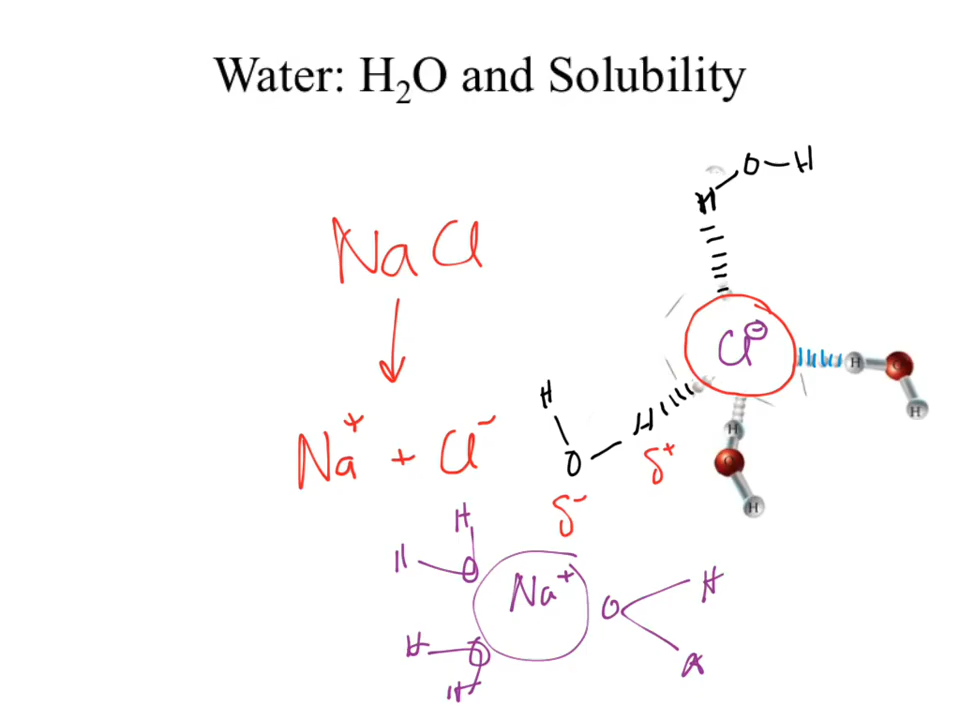 Water: H₂O and Solubility
O–H
H
NaCl
Cl⊖
H O
H
H
H
O
δ⁺
δ⁻
H
O
H
Na⁺ + Cl⁻
H
H
O
Na⁺
O
H
H
O
H